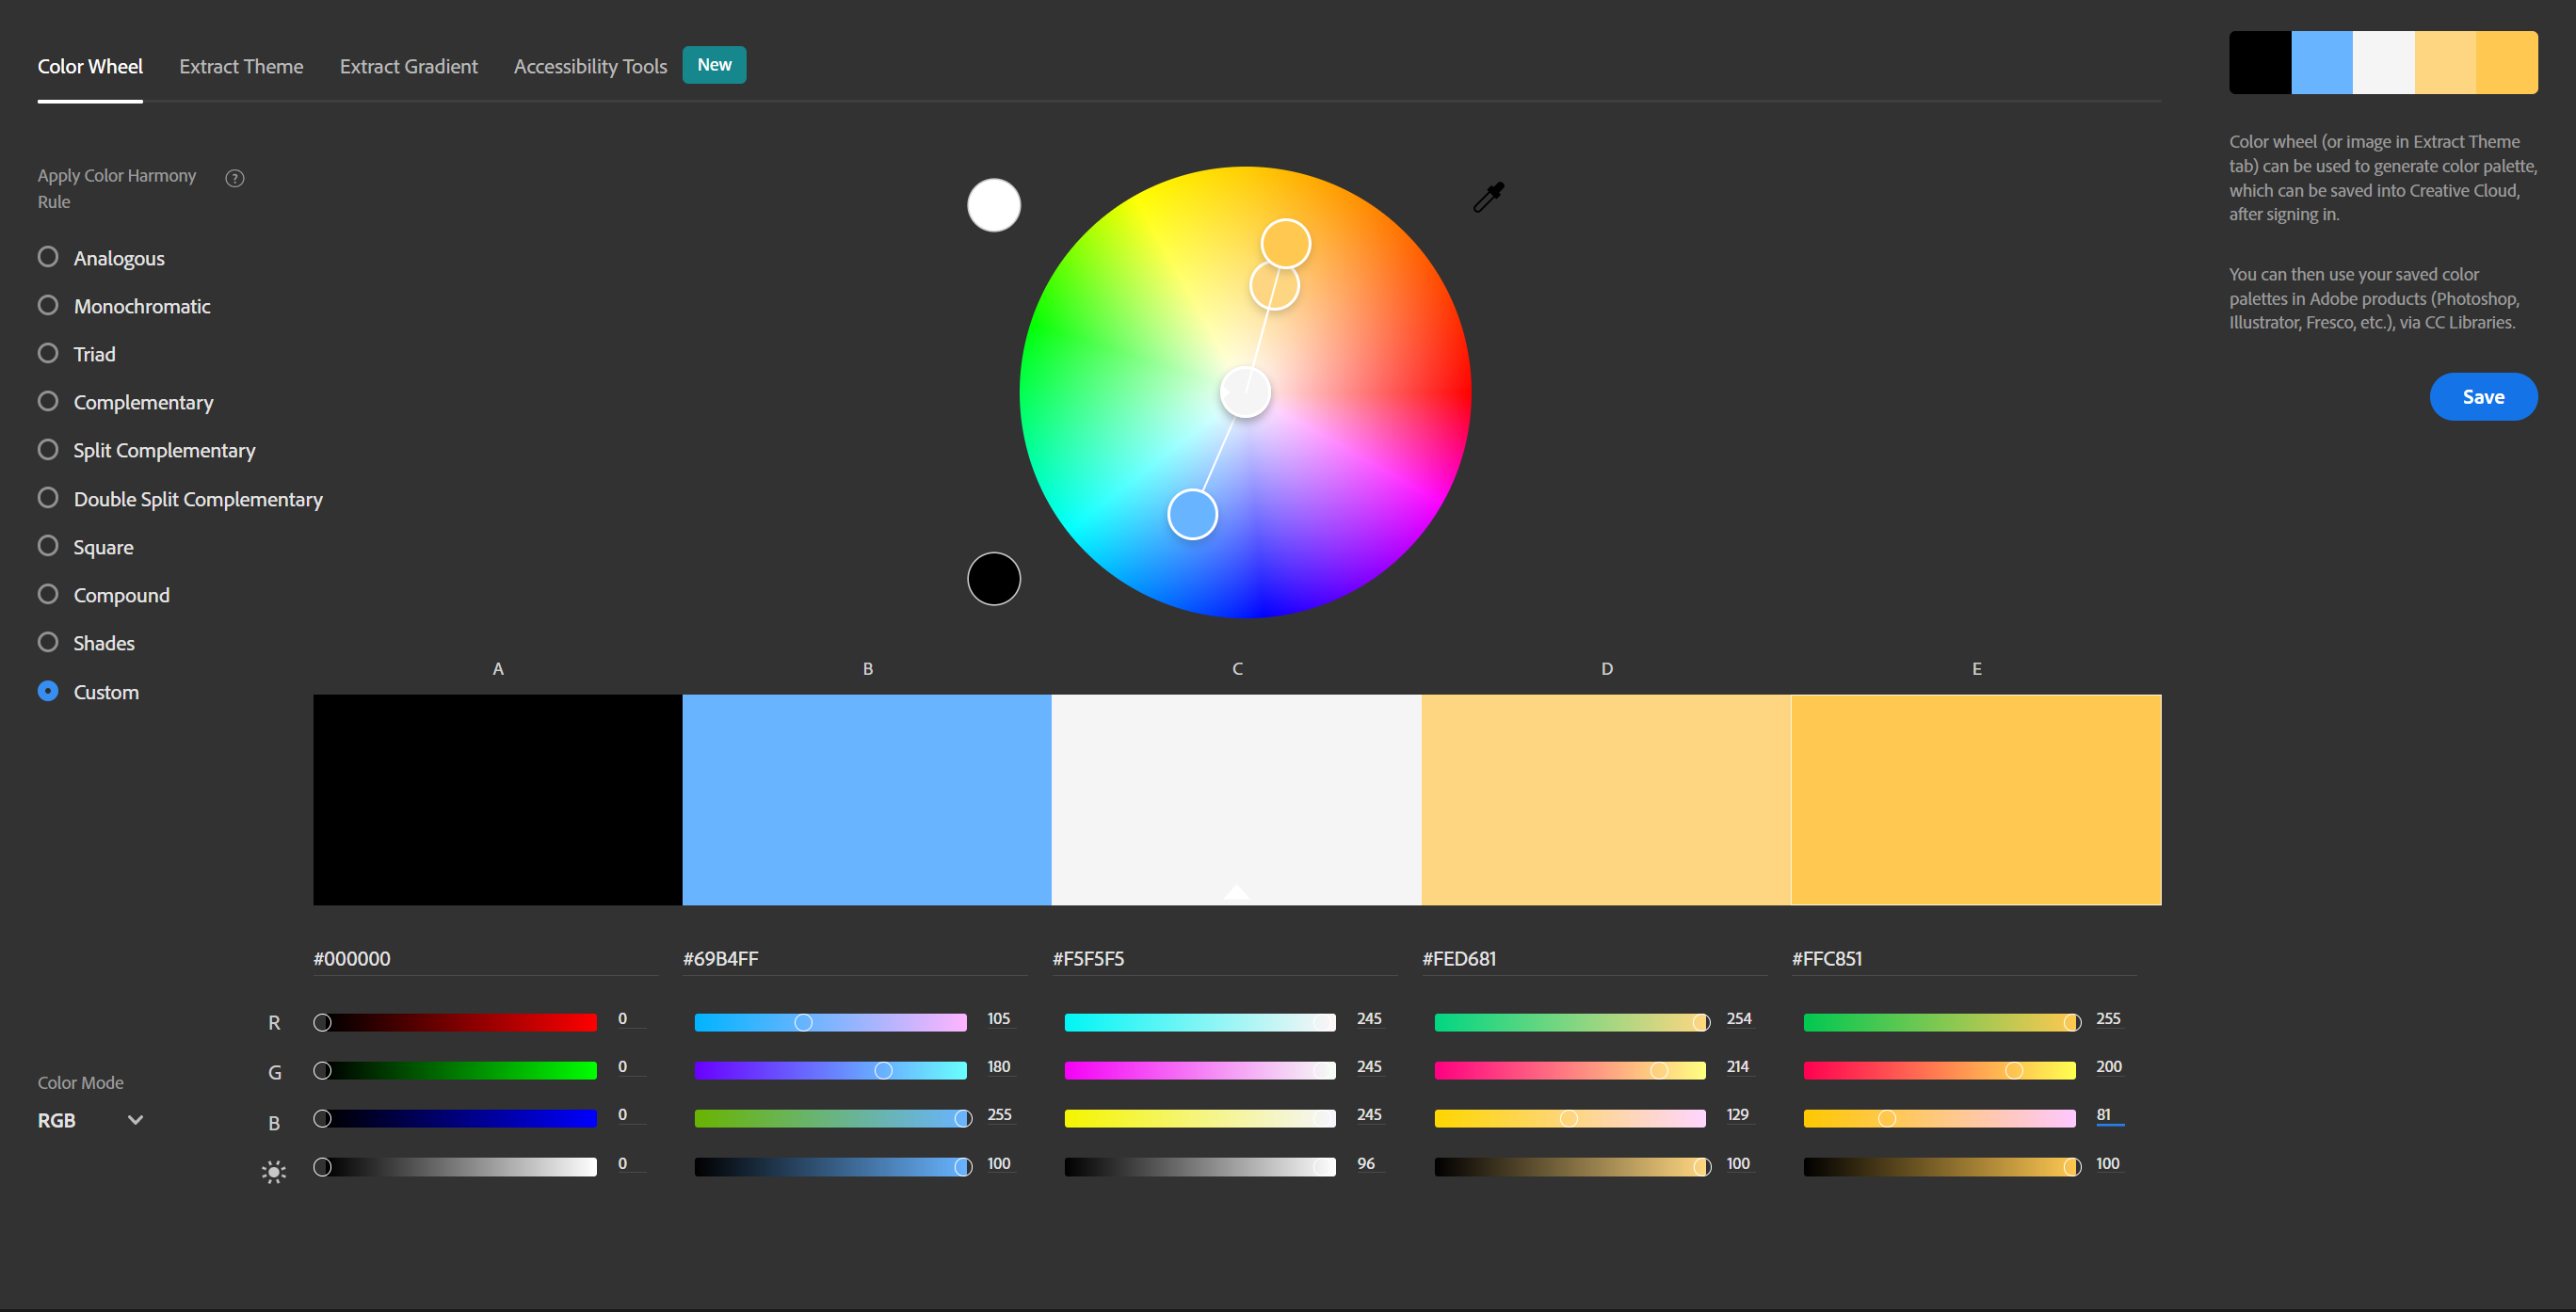 Color Wheel
Extract Theme
Extract Gradient
Accessibility Tools
New
Apply Color Harmony
Rule
?
Analogous
Monochromatic
Triad
Complementary
Split Complementary
Double Split Complementary
Square
Compound
Shades
Custom
Color wheel (or image in Extract Theme
tab) can be used to generate color palette,
which can be saved into Creative Cloud,
after signing in.
You can then use your saved color
palettes in Adobe products (Photoshop,
Illustrator, Fresco, etc.), via CC Libraries.
Save
A B C D E
#000000 #69B4FF #F5F5F5 #FED681 #FFC851
R 0 105 245 254 255
G 0 180 245 214 200
B 0 255 245 129 81
0 100 96 100 100
Color Mode
RGB